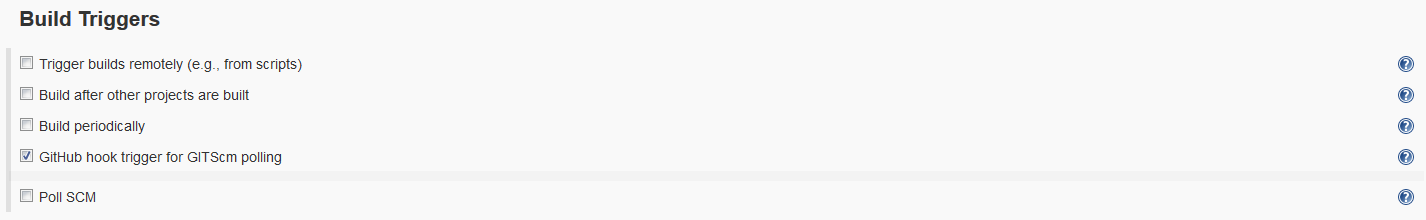 Build Triggers
Trigger builds remotely (e.g., from scripts)
Build after other projects are built
Build periodically
GitHub hook trigger for GITScm polling
Poll SCM